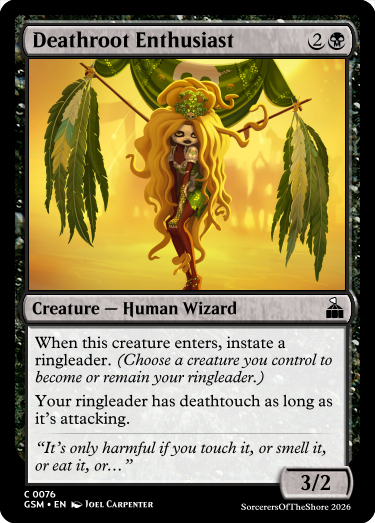 Deathroot Enthusiast 2
Creature — Human Wizard
When this creature enters, instate a
ringleader. (Choose a creature you control to
become or remain your ringleader.)
Your ringleader has deathtouch as long as
it's attacking.
“It's only harmful if you touch it, or smell it,
or eat it, or…”
3/2
C 0076
GSM • EN Joel Carpenter
SorcerersOfTheShore 2026